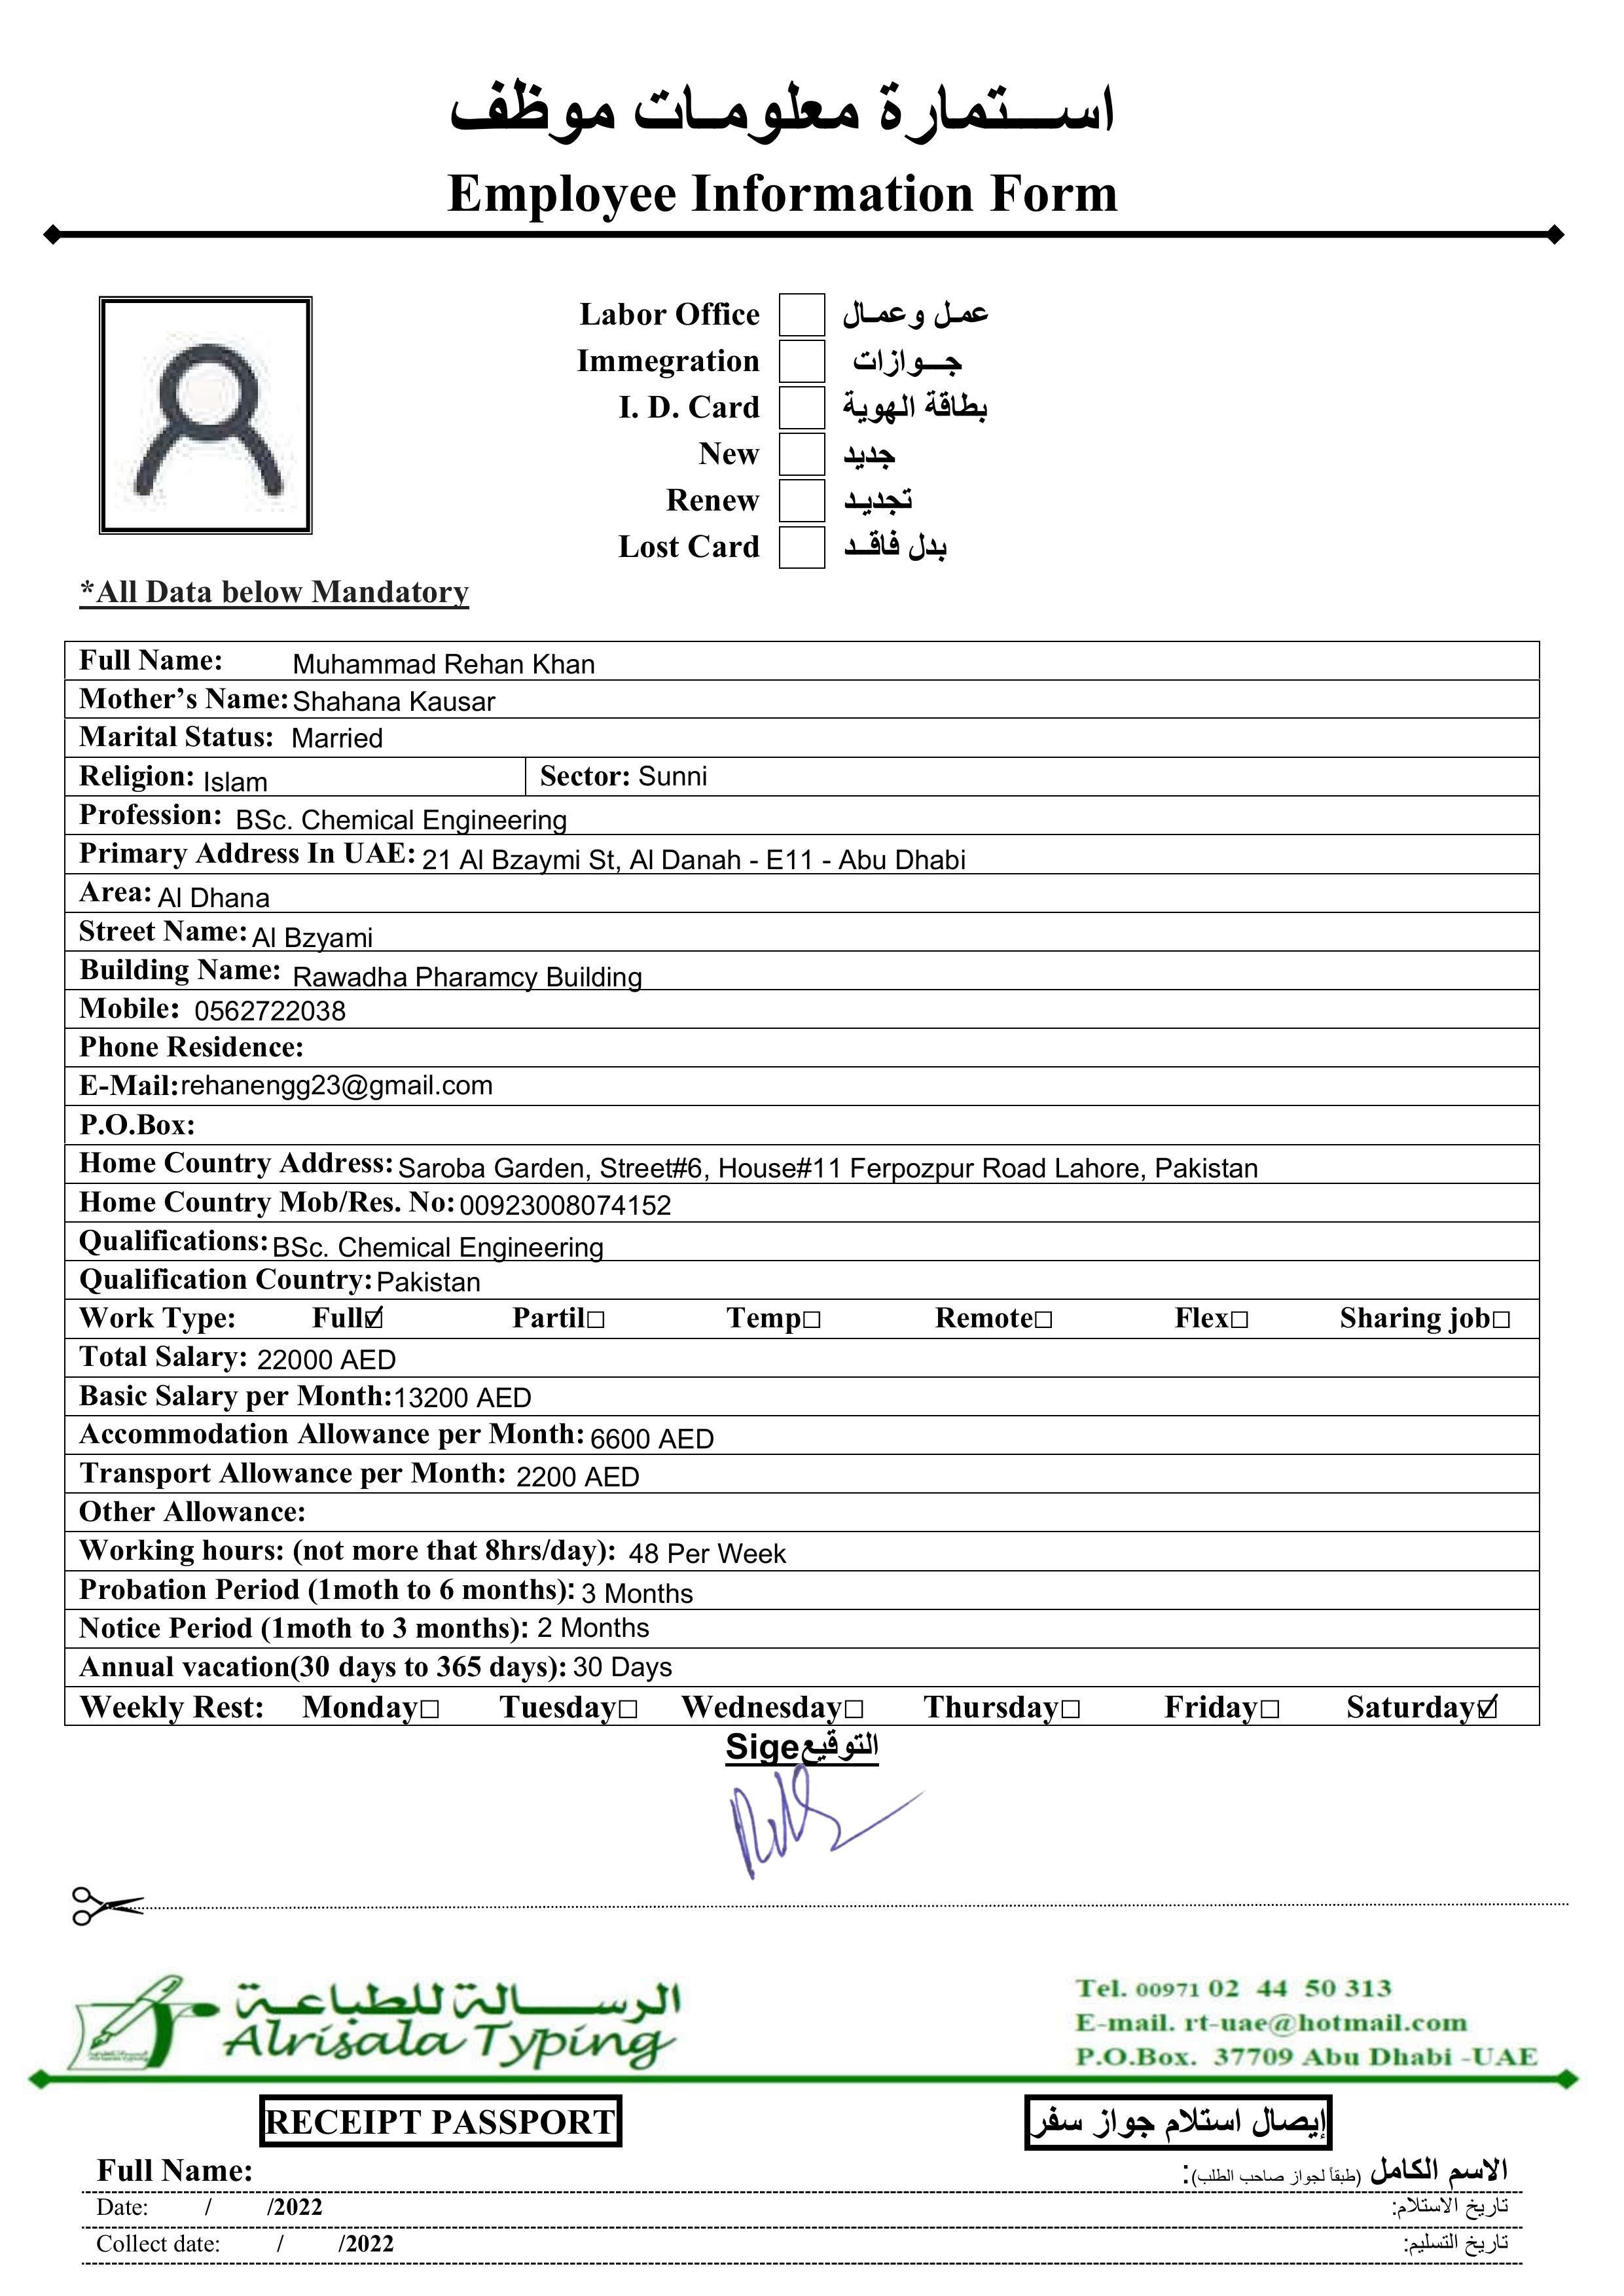 استمارة معلومات موظف
Employee Information Form
Labor Office ☐ عمل وعمال
Immegration ☐ جوازات
I. D. Card ☐ بطاقة الهوية
New ☐ جديد
Renew ☐ تجديد
Lost Card ☐ بدل فاقد
*All Data below Mandatory
Full Name: Muhammad Rehan Khan
Mother’s Name: Shahana Kausar
Marital Status: Married
Religion: Islam Sector: Sunni
Profession: BSc. Chemical Engineering
Primary Address In UAE: 21 Al Bzaymi St, Al Danah - E11 - Abu Dhabi
Area: Al Dhana
Street Name: Al Bzyami
Building Name: Rawadha Pharamcy Building
Mobile: 0562722038
Phone Residence:
E-Mail: rehanengg23@gmail.com
P.O.Box:
Home Country Address: Saroba Garden, Street#6, House#11 Ferpozpur Road Lahore, Pakistan
Home Country Mob/Res. No: 00923008074152
Qualifications: BSc. Chemical Engineering
Qualification Country: Pakistan
Work Type: Full☑ Partil☐ Temp☐ Remote☐ Flex☐ Sharing job☐
Total Salary: 22000 AED
Basic Salary per Month: 13200 AED
Accommodation Allowance per Month: 6600 AED
Transport Allowance per Month: 2200 AED
Other Allowance:
Working hours: (not more that 8hrs/day): 48 Per Week
Probation Period (1moth to 6 months): 3 Months
Notice Period (1moth to 3 months): 2 Months
Annual vacation(30 days to 365 days): 30 Days
Weekly Rest: Monday☐ Tuesday☐ Wednesday☐ Thursday☐ Friday☐ Saturday☑
Sige التوقيع
الرسالة للطباعة
Alrisala Typing
Tel. 00971 02 44 50 313
E-mail. rt-uae@hotmail.com
P.O.Box. 37709 Abu Dhabi -UAE
RECEIPT PASSPORT إيصال استلام جواز سفر
Full Name: الاسم الكامل (طبقاً لجواز صاحب الطلب):
Date: / /2022 تاريخ الاستلام:
Collect date: / /2022 تاريخ التسليم: